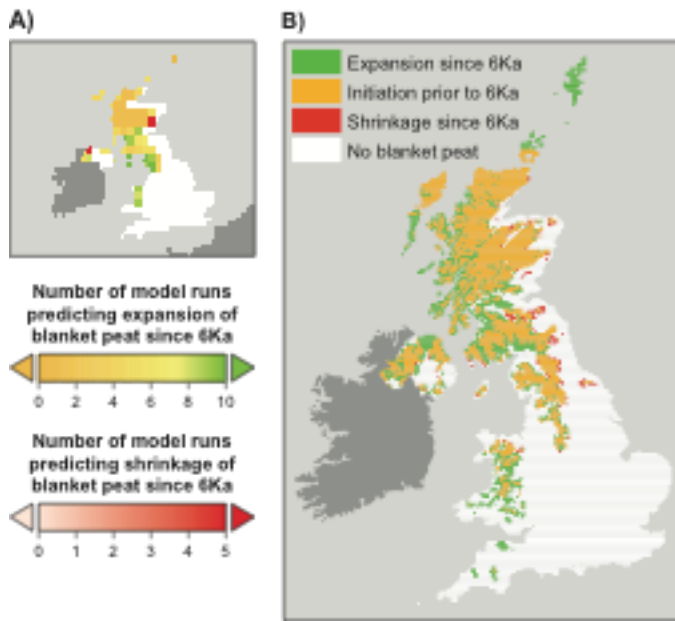 A)
B)
Expansion since 6Ka
Initiation prior to 6Ka
Shrinkage since 6Ka
No blanket peat
Number of model runs
predicting expansion of
blanket peat since 6Ka
0 2 4 6 8 10
Number of model runs
predicting shrinkage of
blanket peat since 6Ka
0 1 2 3 4 5